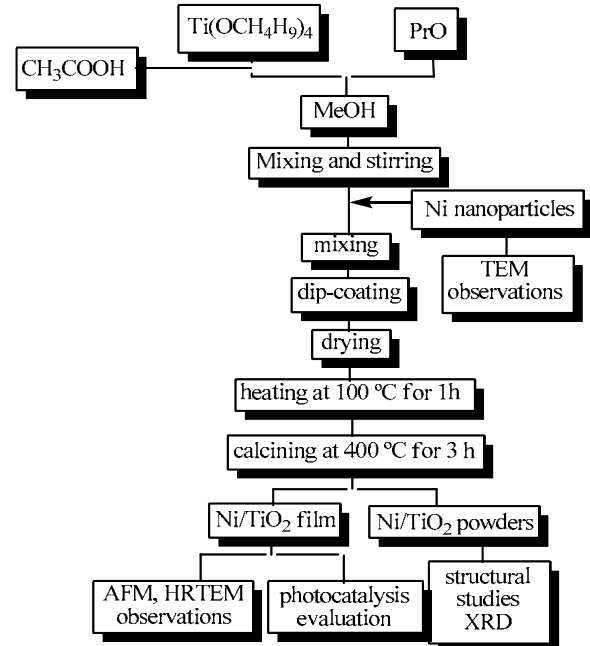 Ti(OCH4H9)4
PrO
CH3COOH
MeOH
Mixing and stirring
Ni nanoparticles
mixing
TEM
observations
dip-coating
drying
heating at 100 ºC for 1h
calcining at 400 ºC for 3 h
Ni/TiO2 film
Ni/TiO2 powders
AFM, HRTEM
observations
photocatalysis
evaluation
structural
studies
XRD